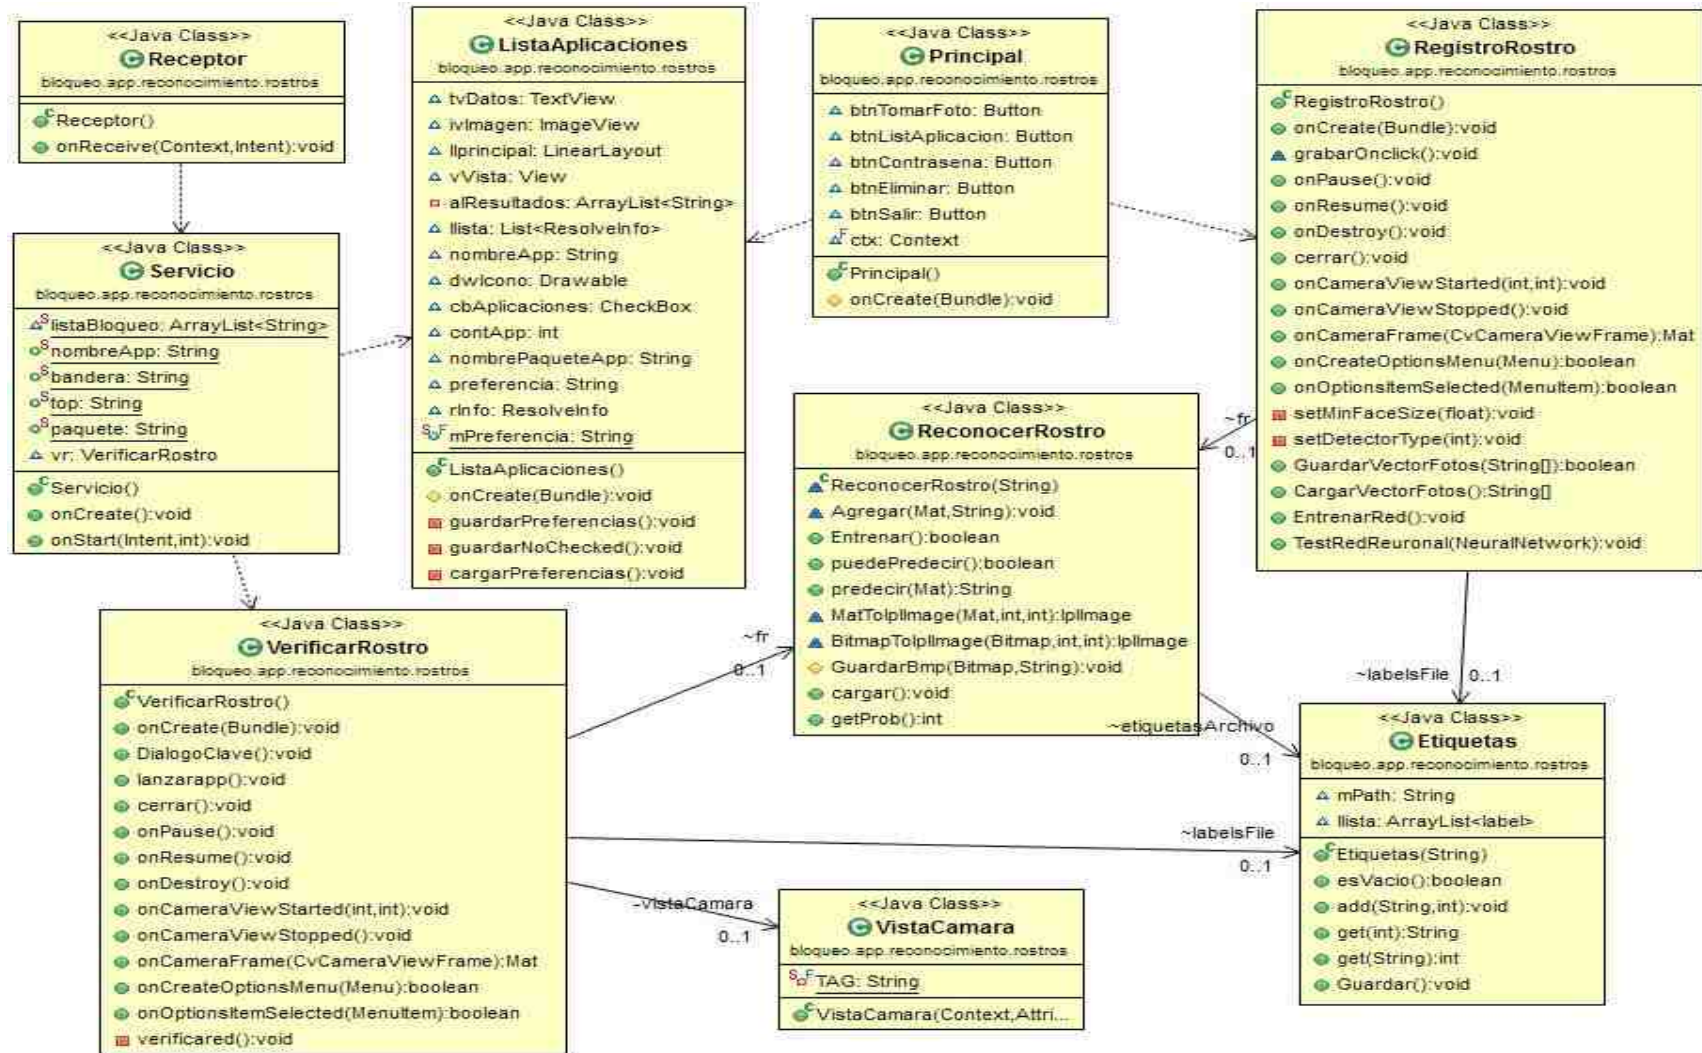 <<Java Class>>
Receptor
bloqueo.app.reconocimiento.rostros
Receptor()
onReceive(Context,Intent):void
<<Java Class>>
ListaAplicaciones
bloqueo.app.reconocimiento.rostros
tvDatos: TextView
ivImagen: ImageView
llprincipal: LinearLayout
vVista: View
alResultados: ArrayList<String>
llista: List<ResolveInfo>
nombreApp: String
dwIcono: Drawable
cbAplicaciones: CheckBox
contApp: int
nombrePaqueteApp: String
preferencia: String
rInfo: ResolveInfo
mPreferencia: String
ListaAplicaciones()
onCreate(Bundle):void
guardarPreferencias():void
guardarNoChecked():void
cargarPreferencias():void
<<Java Class>>
Principal
bloqueo.app.reconocimiento.rostros
btnTomarFoto: Button
btnListAplicacion: Button
btnContrasena: Button
btnEliminar: Button
btnSalir: Button
ctx: Context
Principal()
onCreate(Bundle):void
<<Java Class>>
RegistroRostro
bloqueo.app.reconocimiento.rostros
RegistroRostro()
onCreate(Bundle):void
grabarOnclick():void
onPause():void
onResume():void
onDestroy():void
cerrar():void
onCameraViewStarted(int,int):void
onCameraViewStopped():void
onCameraFrame(CvCameraViewFrame):Mat
onCreateOptionsMenu(Menu):boolean
onOptionsItemSelected(MenuItem):boolean
setMinFaceSize(float):void
setDetectorType(int):void
GuardarVectorFotos(String[]):boolean
CargarVectorFotos():String[]
EntrenarRed():void
TestRedReuronal(NeuralNetwork):void
<<Java Class>>
Servicio
bloqueo.app.reconocimiento.rostros
listaBloqueo: ArrayList<String>
nombreApp: String
bandera: String
top: String
paquete: String
vr: VerificarRostro
Servicio()
onCreate():void
onStart(Intent,int):void
<<Java Class>>
ReconocerRostro
bloqueo.app.reconocimiento.rostros
ReconocerRostro(String)
Agregar(Mat,String):void
Entrenar():boolean
puedePredecir():boolean
predecir(Mat):String
MatToIplImage(Mat,int,int):IplImage
BitmapToIplImage(Bitmap,int,int):IplImage
GuardarBmp(Bitmap,String):void
cargar():void
getProb():int
~fr
0..1
~fr
0..1
~labelsFile
0..1
~etiquetasArchivo
0..1
~labelsFile
0..1
~vistaCamara
0..1
<<Java Class>>
VerificarRostro
bloqueo.app.reconocimiento.rostros
VerificarRostro()
onCreate(Bundle):void
DialogoClave():void
lanzarapp():void
cerrar():void
onPause():void
onResume():void
onDestroy():void
onCameraViewStarted(int,int):void
onCameraViewStopped():void
onCameraFrame(CvCameraViewFrame):Mat
onCreateOptionsMenu(Menu):boolean
onOptionsItemSelected(MenuItem):boolean
verificared():void
<<Java Class>>
VistaCamara
bloqueo.app.reconocimiento.rostros
TAG: String
VistaCamara(Context,Attri...
<<Java Class>>
Etiquetas
bloqueo.app.reconocimiento.rostros
mPath: String
llista: ArrayList<label>
Etiquetas(String)
esVacio():boolean
add(String,int):void
get(int):String
get(String):int
Guardar():void